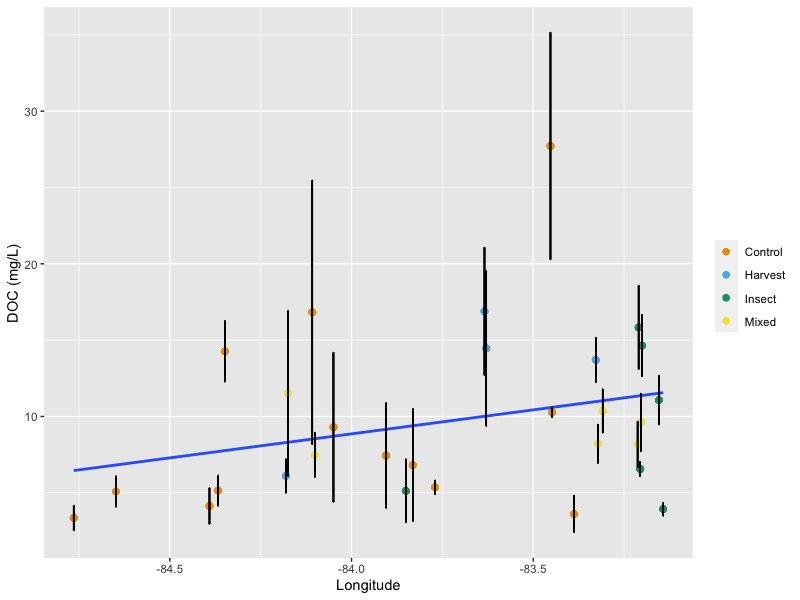 30
20
10
DOC (mg/L)
-84.5
-84.0
-83.5
Longitude
Control
Harvest
Insect
Mixed